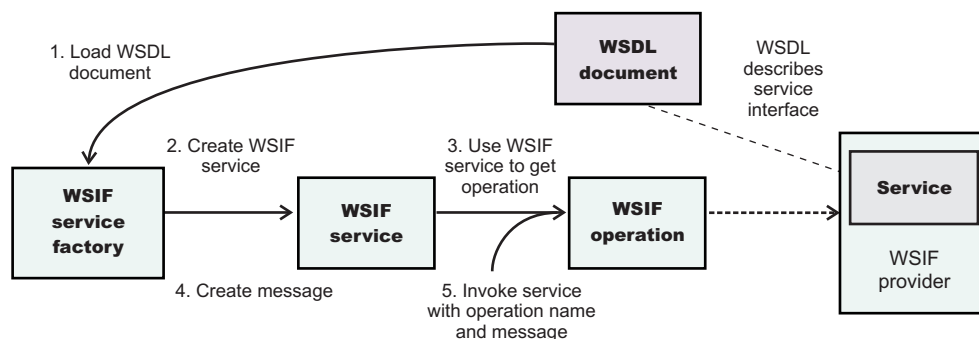 1. Load WSDL
document
WSDL
document
WSDL
describes
service
interface
2. Create WSIF
service
3. Use WSIF
service to get
operation
WSIF
service
factory
WSIF
service
WSIF
operation
Service
WSIF
provider
4. Create message
5. Invoke service
with operation name
and message